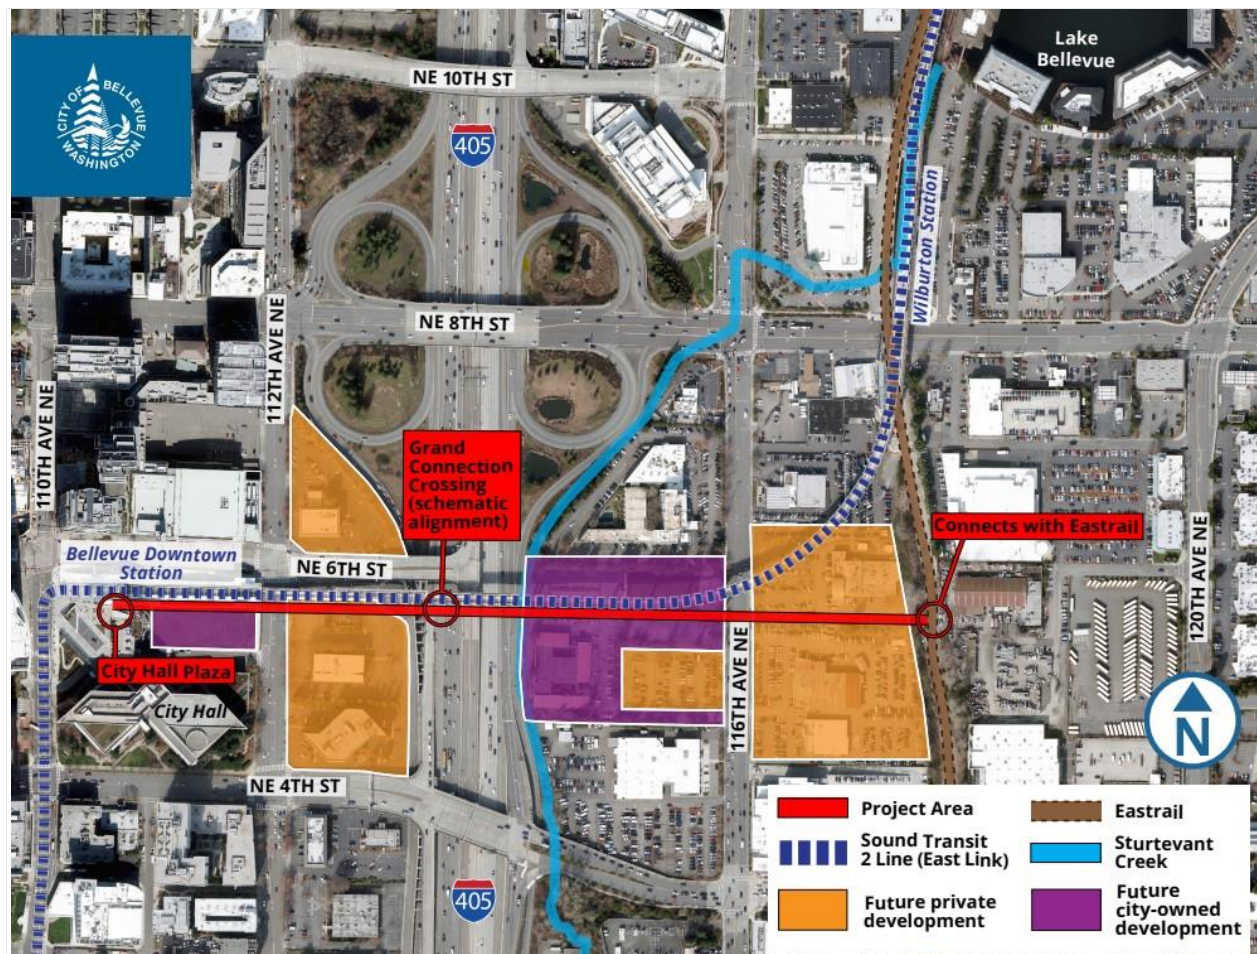 CITY OF BELLEVUE
WASHINGTON
NE 10TH ST
Lake
Bellevue
405
Wilburton Station
NE 8TH ST
112TH AVE NE
110TH AVE NE
Grand
Connection
Crossing
(schematic
alignment)
Connects with Eastrail
Bellevue Downtown
Station
NE 6TH ST
120TH AVE NE
City Hall Plaza
City Hall
116TH AVE NE
N
NE 4TH ST
405
Project Area
Eastrail
Sound Transit
2 Line (East Link)
Sturtevant
Creek
Future private
development
Future
city-owned
development